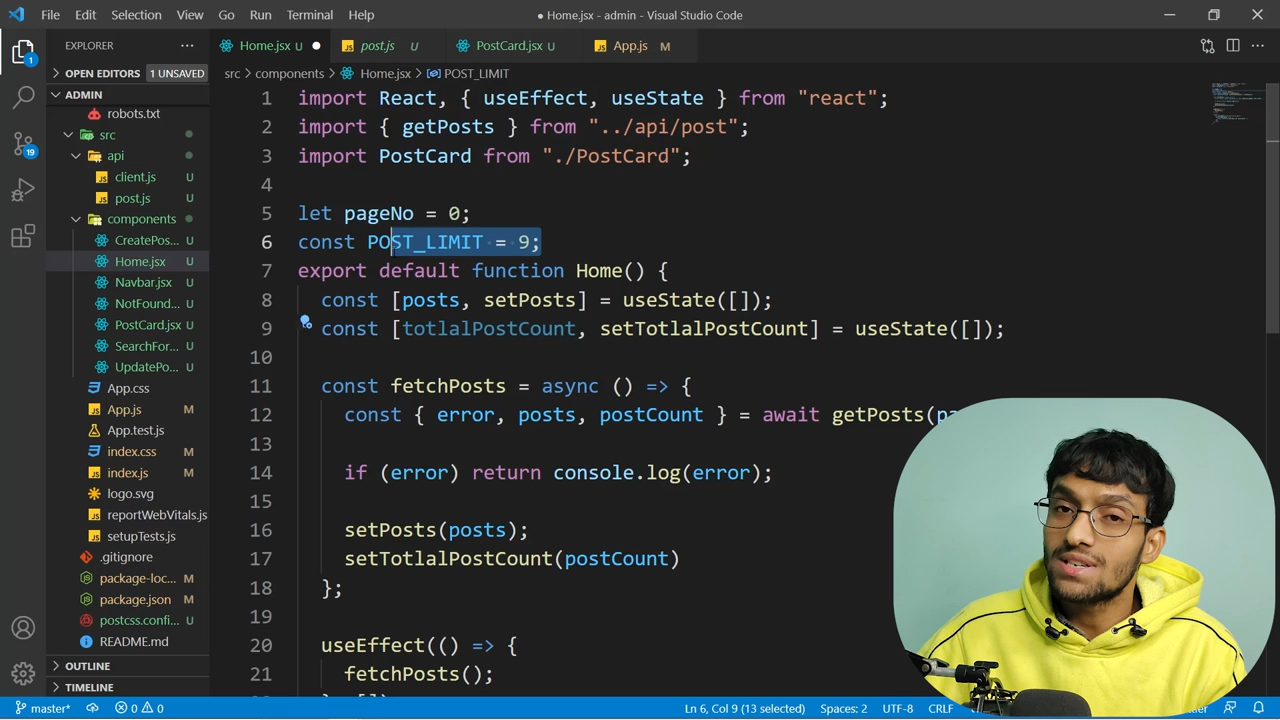 File Edit Selection View Go Run Terminal Help
● Home.jsx - admin - Visual Studio Code
EXPLORER ···
Home.jsx U ●
post.js U
PostCard.jsx U
App.js M
OPEN EDITORS 1 UNSAVED
src > components > Home.jsx > POST_LIMIT
ADMIN
robots.txt
src
api
client.js U
post.js U
components
CreatePos... U
Home.jsx U
Navbar.jsx U
NotFound... U
PostCard.jsx U
SearchFor... U
UpdatePo... U
App.css
App.js M
App.test.js
index.css M
index.js M
logo.svg
reportWebVitals.js
setupTests.js
.gitignore
package-loc... M
package.json M
postcss.confi... U
README.md
OUTLINE
TIMELINE
1
19
1 import React, { useEffect, useState } from "react";
2 import { getPosts } from "../api/post";
3 import PostCard from "./PostCard";
4
5 let pageNo = 0;
6 const POST_LIMIT = 9;
7 export default function Home() {
8 const [posts, setPosts] = useState([]);
9 const [totlalPostCount, setTotlalPostCount] = useState([]);
10
11 const fetchPosts = async () => {
12 const { error, posts, postCount } = await getPosts(
13
14 if (error) return console.log(error);
15
16 setPosts(posts);
17 setTotlalPostCount(postCount)
18 };
19
20 useEffect(() => {
21 fetchPosts();
master* 0 0 Ln 6, Col 9 (13 selected) Spaces: 2 UTF-8 CRLF